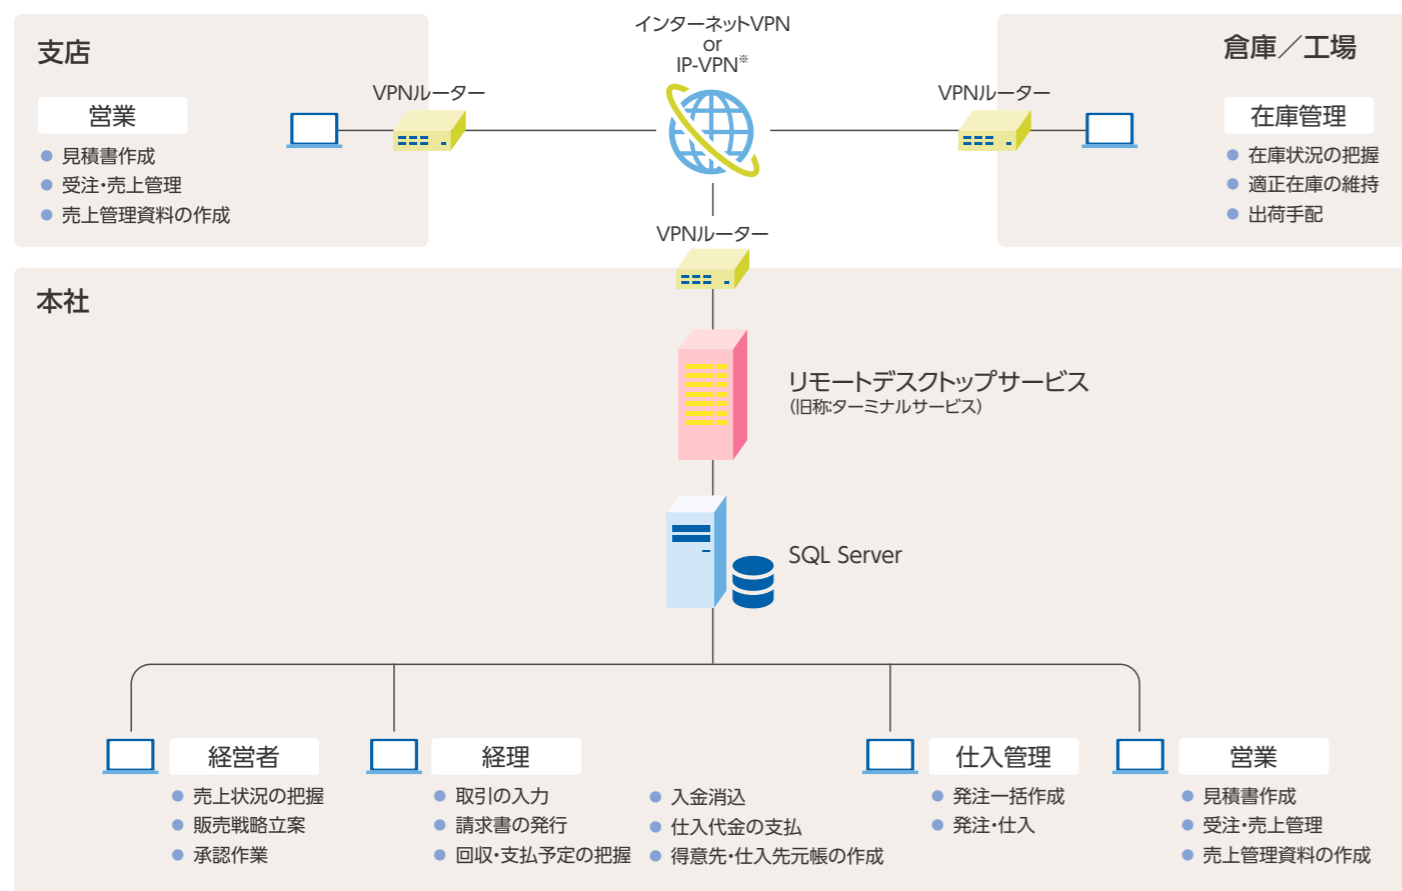 支店
営業
● 見積書作成
● 受注・売上管理
● 売上管理資料の作成
VPNルーター
インターネットVPN
or
IP-VPN※
VPNルーター
倉庫／工場
在庫管理
● 在庫状況の把握
● 適正在庫の維持
● 出荷手配
VPNルーター
本社
リモートデスクトップサービス
（旧称:ターミナルサービス）
SQL Server
経営者
● 売上状況の把握
● 販売戦略立案
● 承認作業
経理
● 取引の入力
● 請求書の発行
● 回収・支払予定の把握
● 入金消込
● 仕入代金の支払
● 得意先・仕入先元帳の作成
仕入管理
● 発注一括作成
● 発注・仕入
営業
● 見積書作成
● 受注・売上管理
● 売上管理資料の作成